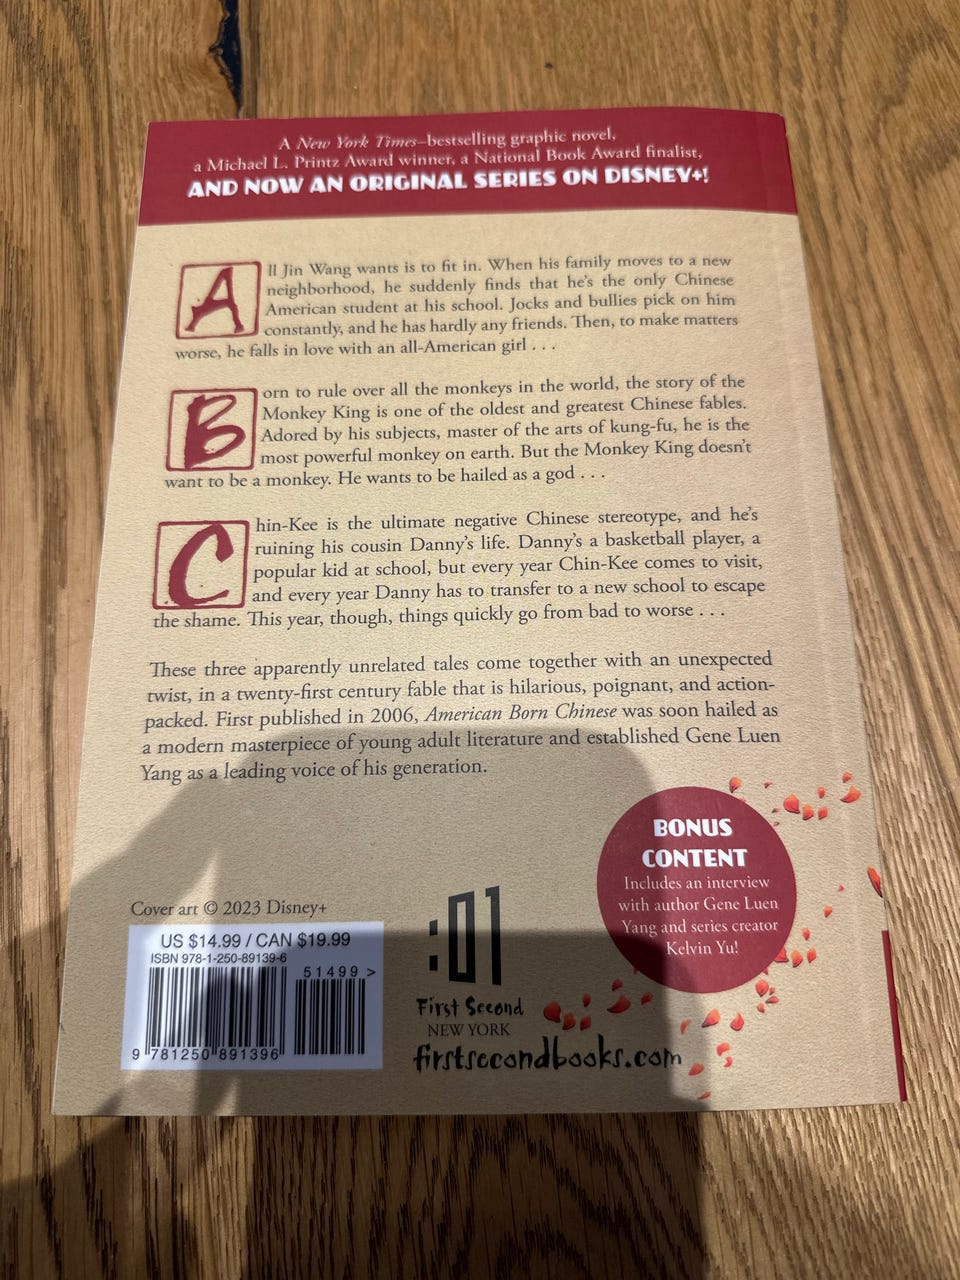 A New York Times–bestselling graphic novel,
a Michael L. Printz Award winner, a National Book Award finalist,
AND NOW AN ORIGINAL SERIES ON DISNEY+!
All Jin Wang wants is to fit in. When his family moves to a new
neighborhood, he suddenly finds that he's the only Chinese
American student at his school. Jocks and bullies pick on him
constantly, and he has hardly any friends. Then, to make matters
worse, he falls in love with an all-American girl . . .
Born to rule over all the monkeys in the world, the story of the
Monkey King is one of the oldest and greatest Chinese fables.
Adored by his subjects, master of the arts of kung-fu, he is the
most powerful monkey on earth. But the Monkey King doesn't
want to be a monkey. He wants to be hailed as a god . . .
Chin-Kee is the ultimate negative Chinese stereotype, and he's
ruining his cousin Danny's life. Danny's a basketball player, a
popular kid at school, but every year Chin-Kee comes to visit,
and every year Danny has to transfer to a new school to escape
the shame. This year, though, things quickly go from bad to worse . . .
These three apparently unrelated tales come together with an unexpected
twist, in a twenty-first century fable that is hilarious, poignant, and action-
packed. First published in 2006, American Born Chinese was soon hailed as
a modern masterpiece of young adult literature and established Gene Luen
Yang as a leading voice of his generation.
BONUS
CONTENT
Includes an interview
with author Gene Luen
Yang and series creator
Kelvin Yu!
Cover art © 2023 Disney+
US $14.99 / CAN $19.99
ISBN 978-1-250-89139-6
51499 >
9 781250 891396
:01
First Second
NEW YORK
firstsecondbooks.com